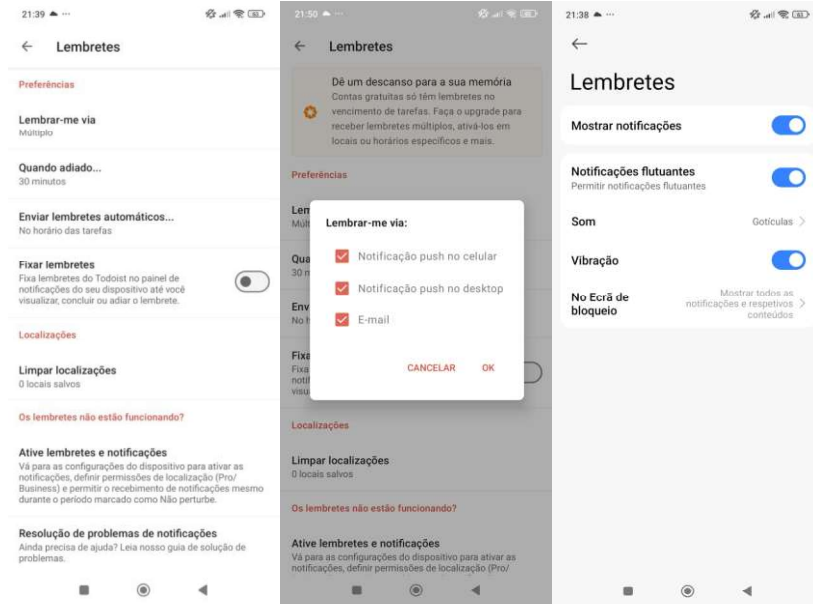 21:39
Lembretes
Preferências
Lembrar-me via
Múltiplo
Quando adiado...
30 minutos
Enviar lembretes automáticos...
No horário das tarefas
Fixar lembretes
Fixa lembretes do Todoist no painel de
notificações do seu dispositivo até você
visualizar, concluir ou adiar o lembrete.
Localizações
Limpar localizações
0 locais salvos
Os lembretes não estão funcionando?
Ative lembretes e notificações
Vá para as configurações do dispositivo para ativar as
notificações, definir permissões de localização (Pro/
Business) e permitir o recebimento de notificações mesmo
durante o período marcado como Não perturbe.
Resolução de problemas de notificações
Ainda precisa de ajuda? Leia nosso guia de solução de
problemas.
21:50
Lembretes
Dê um descanso para a sua memória
Contas gratuitas só têm lembretes no
vencimento de tarefas. Faça o upgrade para
receber lembretes múltiplos, ativá-los em
locais ou horários específicos e mais.
Preferências
Lembrar-me via:
Notificação push no celular
Notificação push no desktop
E-mail
CANCELAR OK
Localizações
Limpar localizações
0 locais salvos
Os lembretes não estão funcionando?
Ative lembretes e notificações
Vá para as configurações do dispositivo para ativar as
notificações, definir permissões de localização (Pro/
21:38
Lembretes
Mostrar notificações
Notificações flutuantes
Permitir notificações flutuantes
Som Gotículas
Vibração
No Ecrã de bloqueio
Mostrar todos as
notificações e respetivos
conteúdos